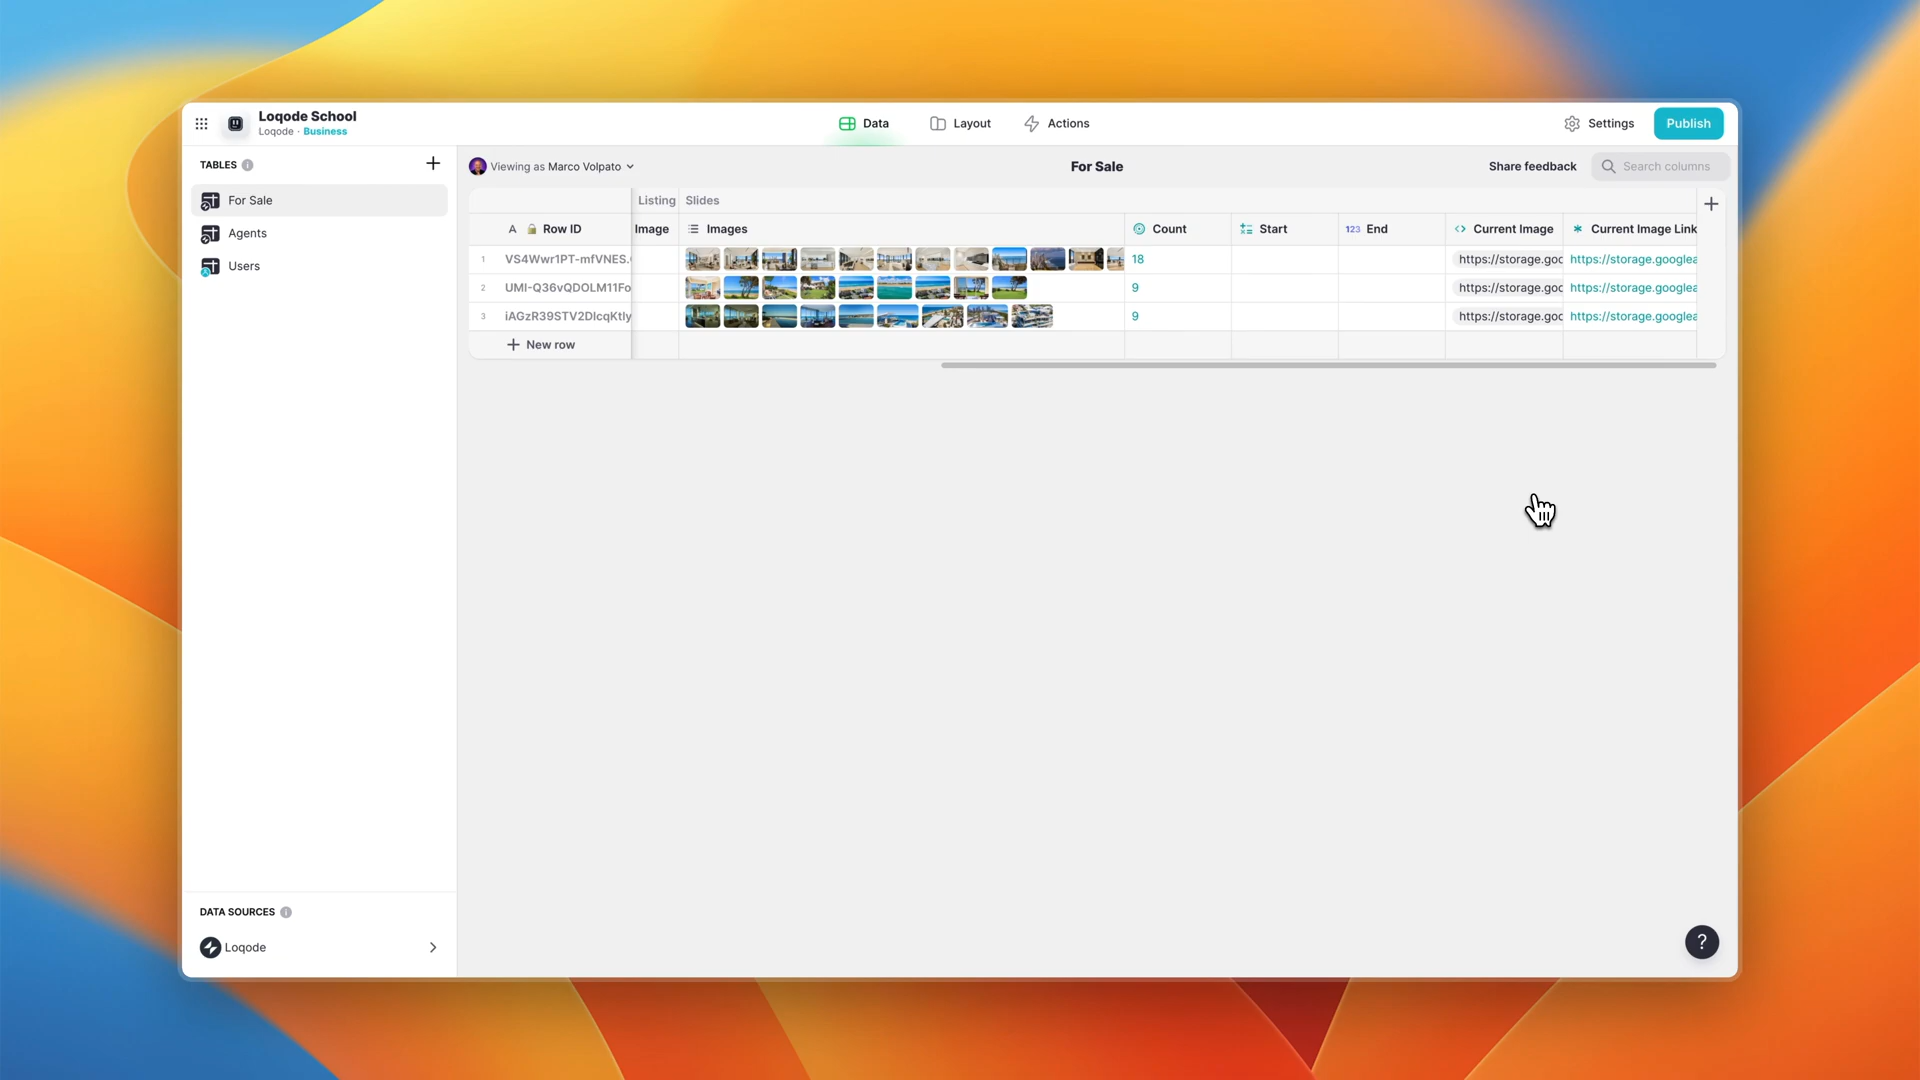 Loqode School
Loqode · Business
Data
Layout
Actions
Settings
Publish
TABLES
For Sale
Agents
Users
Viewing as Marco Volpato
For Sale
Share feedback
Search columns
Listing
Slides
A Row ID
Image
Images
Count
Start
123 End
Current Image
Current Image Link
1 VS4Wwr1PT-mfVNES. 18 https://storage.goo https://storage.googlea
2 UMI-Q36vQDOLM11Fo 9 https://storage.goo https://storage.googlea
3 iAGzR39STV2DlcqKtly 9 https://storage.goo https://storage.googlea
New row
DATA SOURCES
Loqode
?